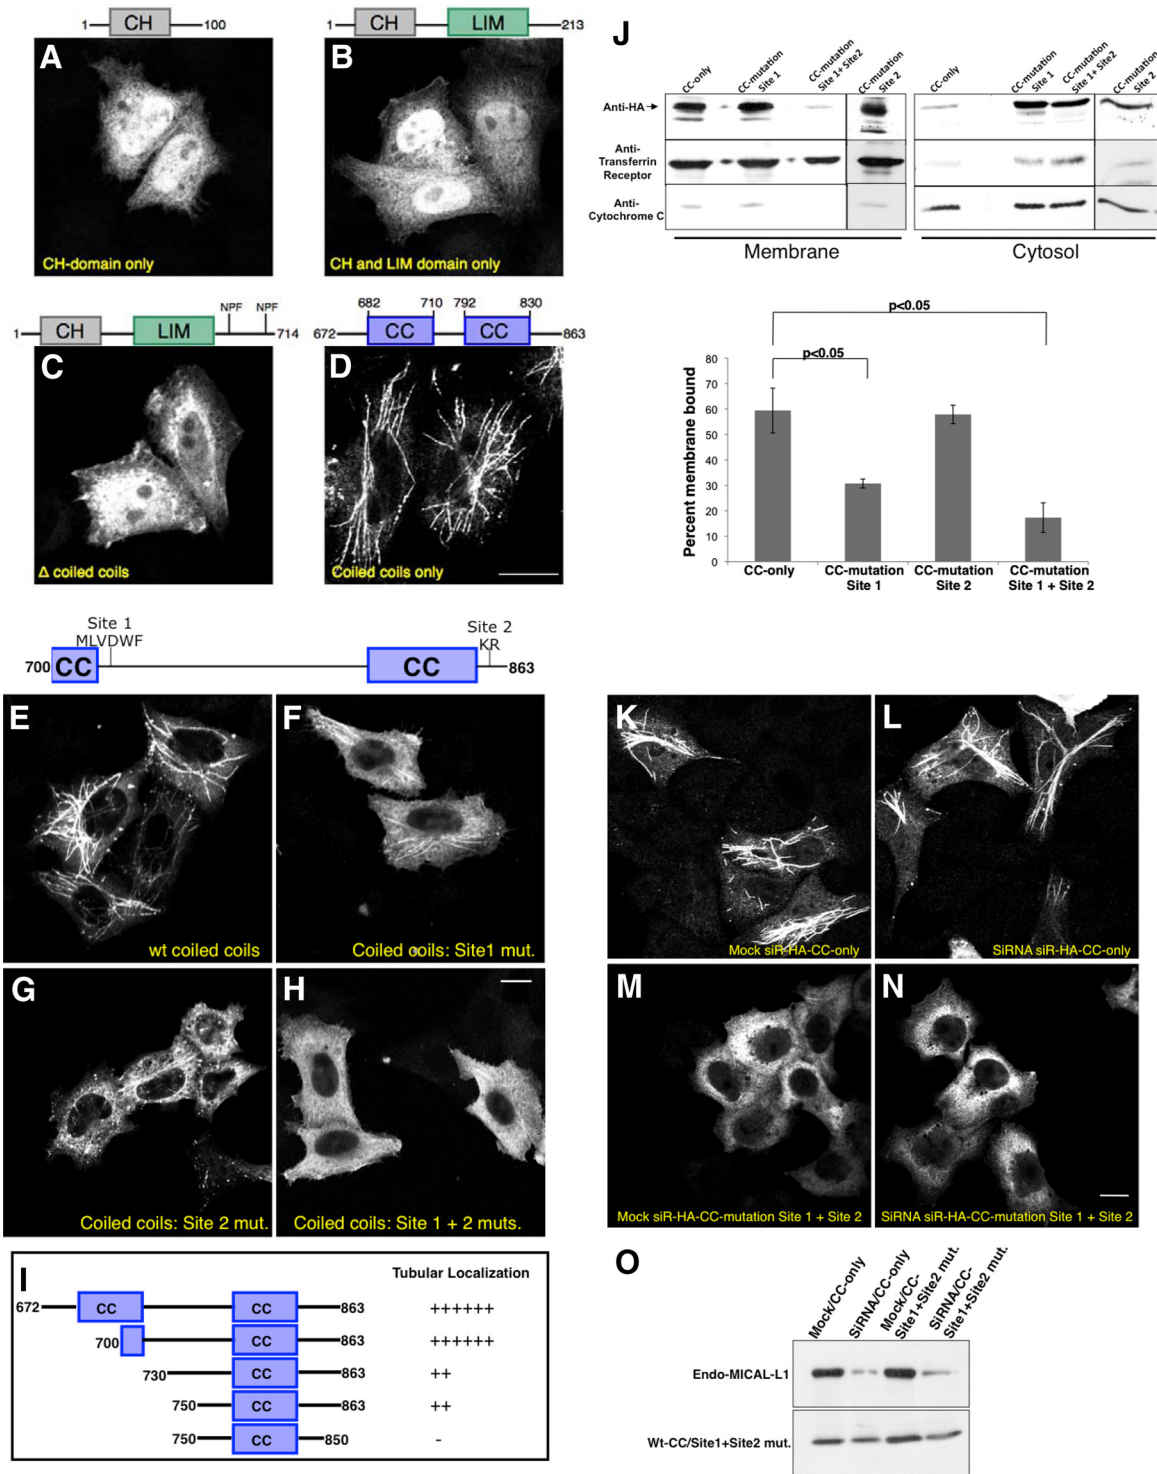 1 CH 100
A
CH-domain only
1 CH LIM 213
B
CH and LIM domain only
NPF NPF
1 CH LIM 714
C
Δ coiled coils
682 710 792 830
672 CC CC 863
D
Coiled coils only
Site 1
MLVDWF
Site 2
KR
700 CC CC 863
E
wt coiled coils
F
Coiled coils: Site1 mut.
G
Coiled coils: Site 2 mut.
H
Coiled coils: Site 1 + 2 muts.
I
Tubular Localization
672 CC CC 863 ++++++
700 CC 863 ++++++
730 CC 863 ++
750 CC 863 ++
750 CC 850 -
J
CC-only
CC-mutation
Site 1
CC-mutation
Site 1+ Site2
CC-mutation
Site 2
CC-only
CC-mutation
Site 1
CC-mutation
Site 1+ Site2
CC-mutation
Site 2
Anti-HA
Anti-
Transferrin
Receptor
Anti-
Cytochrome C
Membrane
Cytosol
p<0.05
p<0.05
Percent membrane bound
80
70
60
50
40
30
20
10
0
CC-only
CC-mutation
Site 1
CC-mutation
Site 2
CC-mutation
Site 1 + Site 2
K
Mock siR-HA-CC-only
L
SiRNA siR-HA-CC-only
M
Mock siR-HA-CC-mutation Site 1 + Site 2
N
SiRNA siR-HA-CC-mutation Site 1 + Site 2
O
Mock/CC-only
SiRNA/CC-only
Mock/CC-
Site1+Site2 mut.
SiRNA/CC-
Site1+Site2 mut.
Endo-MICAL-L1
Wt-CC/Site1+Site2 mut.